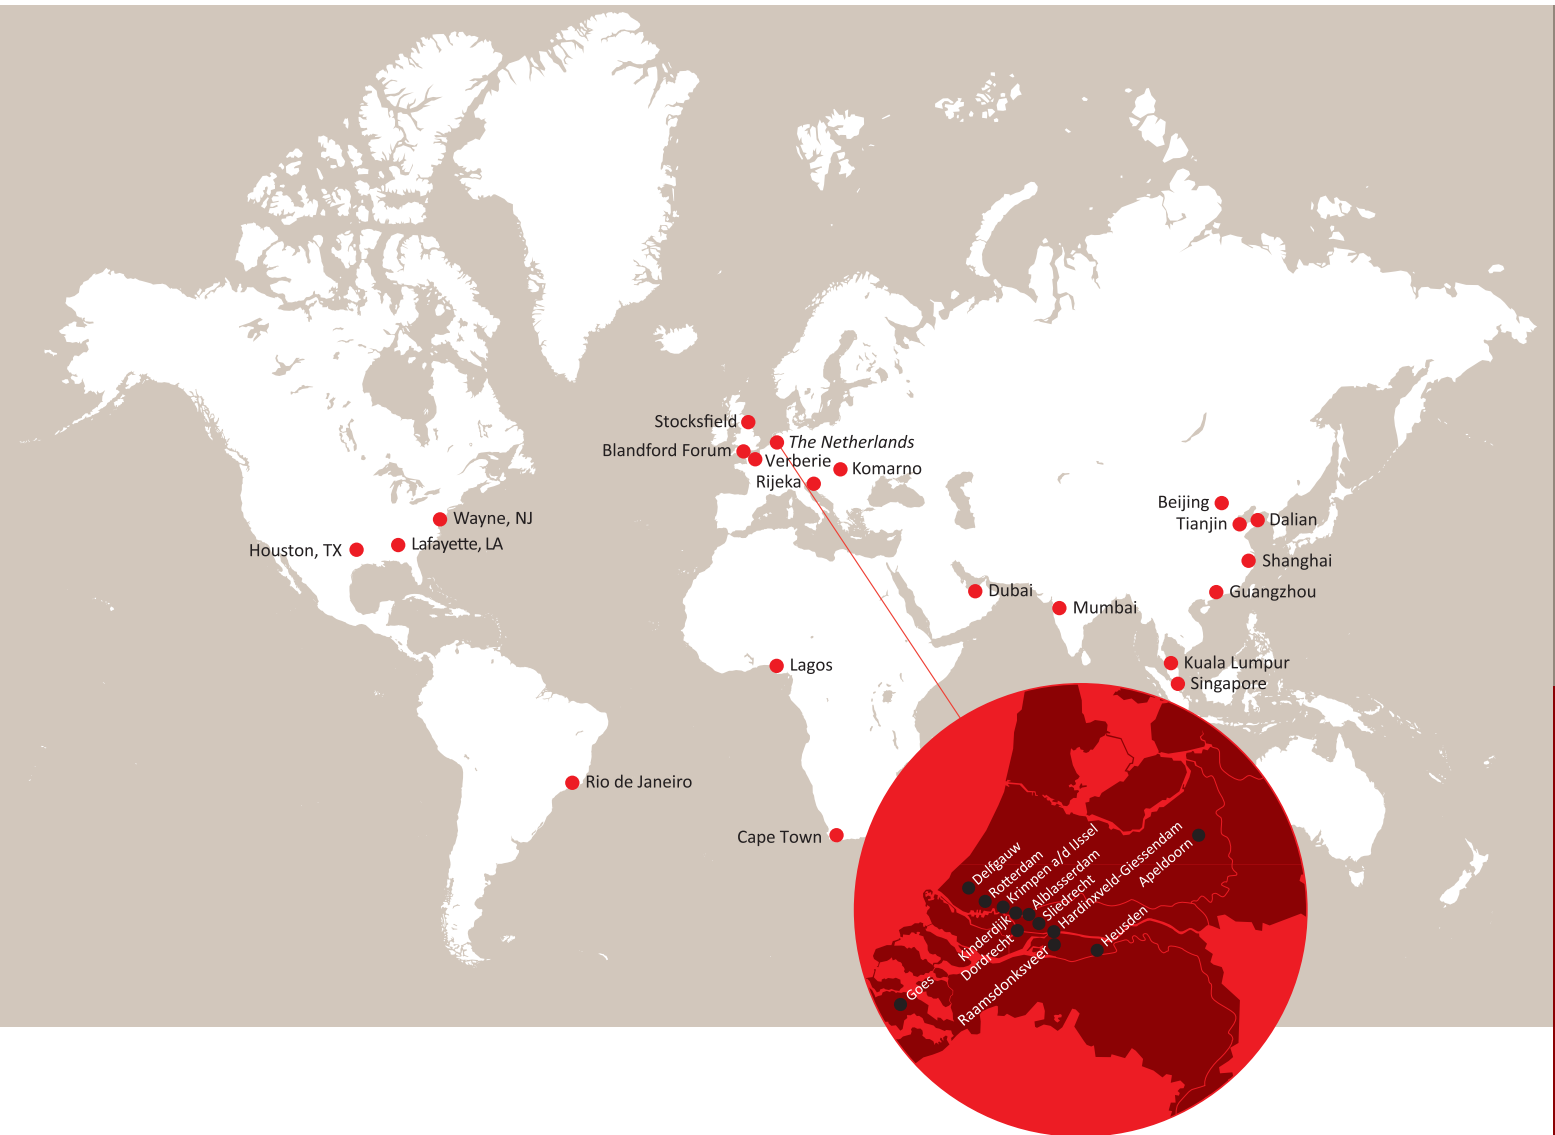 Stocksfield
The Netherlands
Blandford Forum
Verberie
Komarno
Rijeka
Beijing
Tianjin
Dalian
Wayne, NJ
Lafayette, LA
Houston, TX
Shanghai
Dubai
Guangzhou
Mumbai
Lagos
Kuala Lumpur
Singapore
Rio de Janeiro
Cape Town
Delfgauw
Rotterdam
Krimpen a/d IJssel
Alblasserdam
Sliedrecht
Hardinxveld-Giessendam
Apeldoorn
Kinderdijk
Dordrecht
Raamsdonksveer
Heusden
Goes